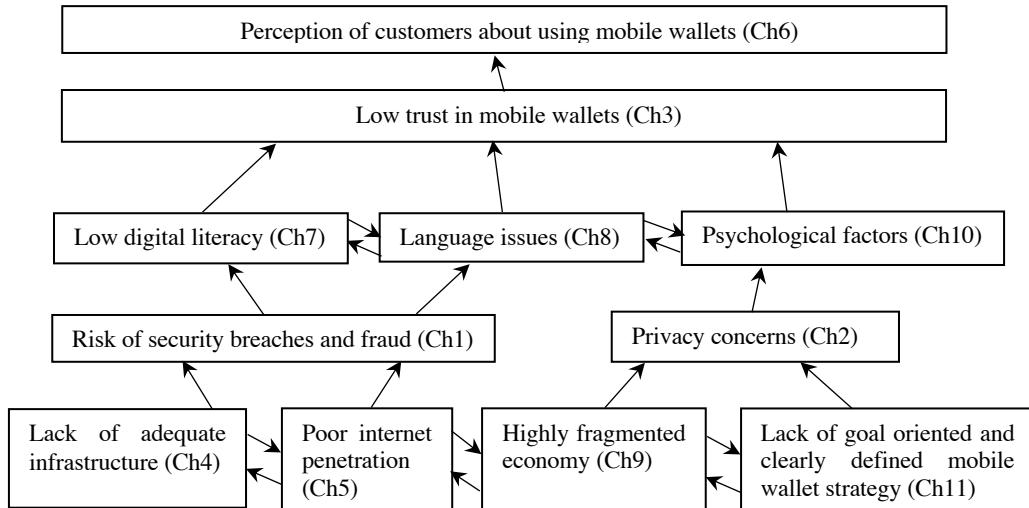 Perception of customers about using mobile wallets (Ch6)
Low trust in mobile wallets (Ch3)
Low digital literacy (Ch7)
Language issues (Ch8)
Psychological factors (Ch10)
Risk of security breaches and fraud (Ch1)
Privacy concerns (Ch2)
Lack of adequate
infrastructure (Ch4)
Poor internet
penetration
(Ch5)
Highly fragmented
economy (Ch9)
Lack of goal oriented and
clearly defined mobile
wallet strategy (Ch11)